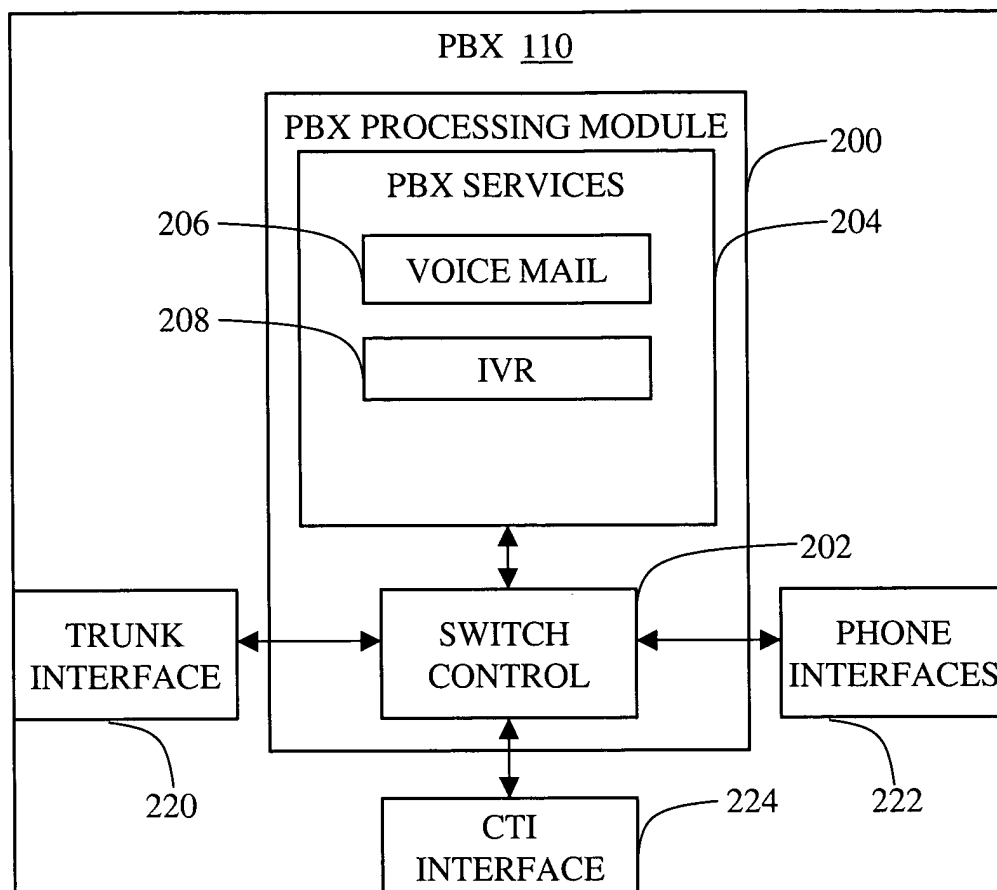 PBX 110
PBX PROCESSING MODULE
200
PBX SERVICES
204
206
VOICE MAIL
208
IVR
202
TRUNK
INTERFACE
SWITCH
CONTROL
PHONE
INTERFACES
220
222
224
CTI
INTERFACE